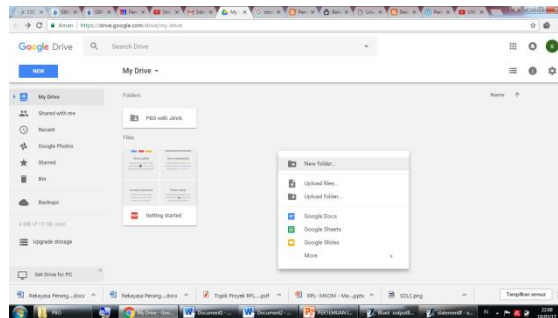 Aman https://drive.google.com/drive/my-drive
Google Drive
Search Drive
NEW
My Drive
My Drive
Shared with me
Recent
Google Photos
Starred
Bin
Backups
Upgrade storage
Get Drive for PC
Folders
Name
PBO with JAVA
Files
Getting started
New folder...
Upload files...
Upload folder...
Google Docs
Google Sheets
Google Slides
More
Rekayasa Perang....docx
Rekayasa Perang....docx
Topik Proyek RPL....pdf
RPL- MKOM - Ma....pptx
SDLC.png
Tampilkan semua
PBO
My Drive - Goo...
Document1 - ...
Document2 - ...
PERTEMUAN1...